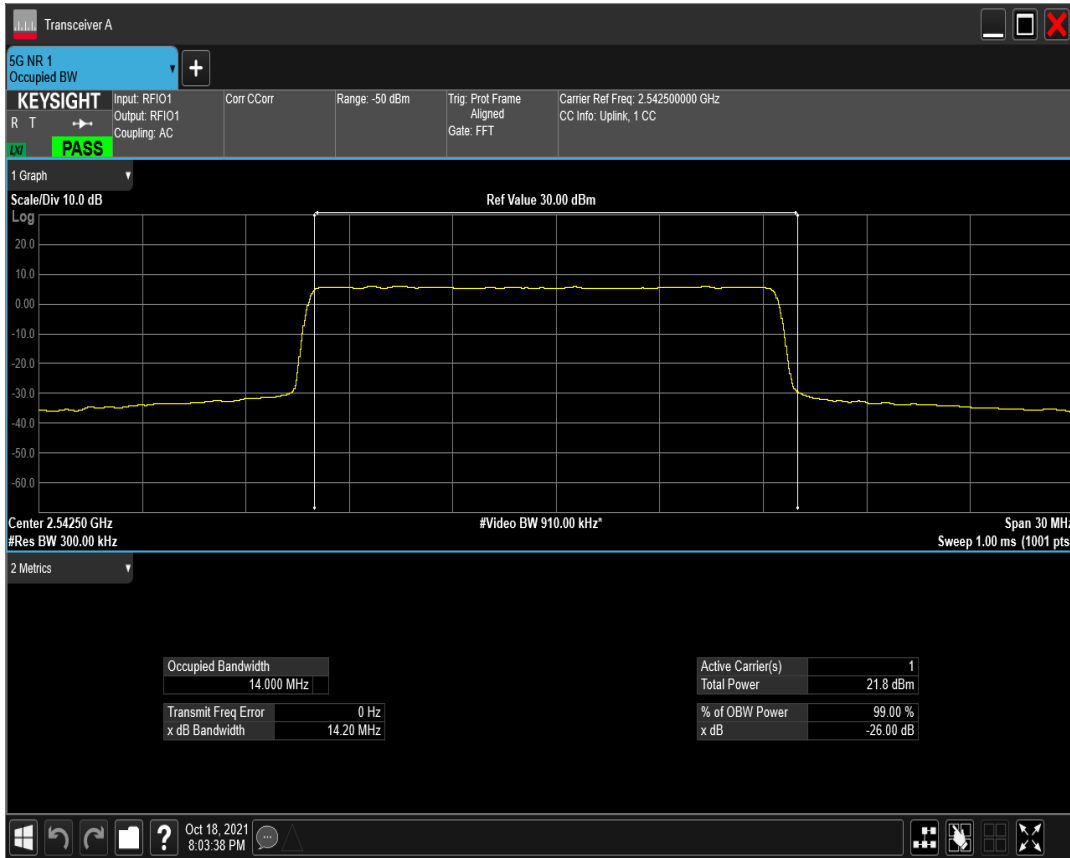 Transceiver A
5G NR 1
Occupied BW
KEYSIGHT
R T
LXI
PASS
Input: RFIO1
Output: RFIO1
Coupling: AC
Corr CCorr
Range: -50 dBm
Trig: Prot Frame
Aligned
Gate: FFT
Carrier Ref Freq: 2.542500000 GHz
CC Info: Uplink, 1 CC
1 Graph
Scale/Div 10.0 dB
Ref Value 30.00 dBm
Log
20.0
10.0
0.00
-10.0
-20.0
-30.0
-40.0
-50.0
-60.0
Center 2.54250 GHz
#Video BW 910.00 kHz*
Span 30 MHz
#Res BW 300.00 kHz
Sweep 1.00 ms (1001 pts
2 Metrics
Occupied Bandwidth
14.000 MHz
Transmit Freq Error 0 Hz
x dB Bandwidth 14.20 MHz
Active Carrier(s) 1
Total Power 21.8 dBm
% of OBW Power 99.00 %
x dB -26.00 dB
?
Oct 18, 2021
8:03:38 PM